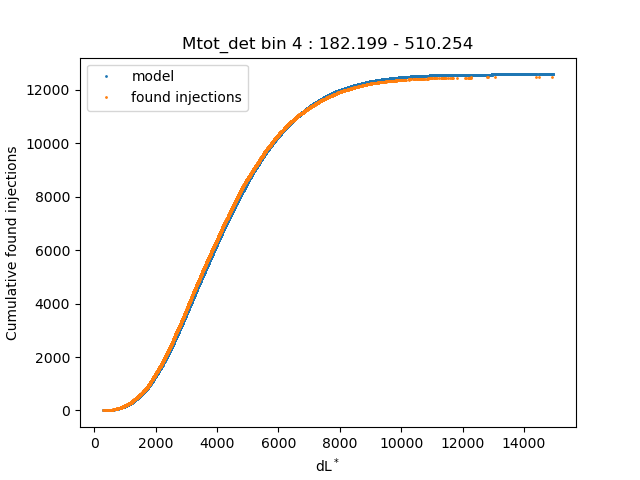 Mtot_det bin 4 : 182.199 - 510.254
model
found injections
Cumulative found injections
12000
10000
8000
6000
4000
2000
0
0 2000 4000 6000 8000 10000 12000 14000
dL*